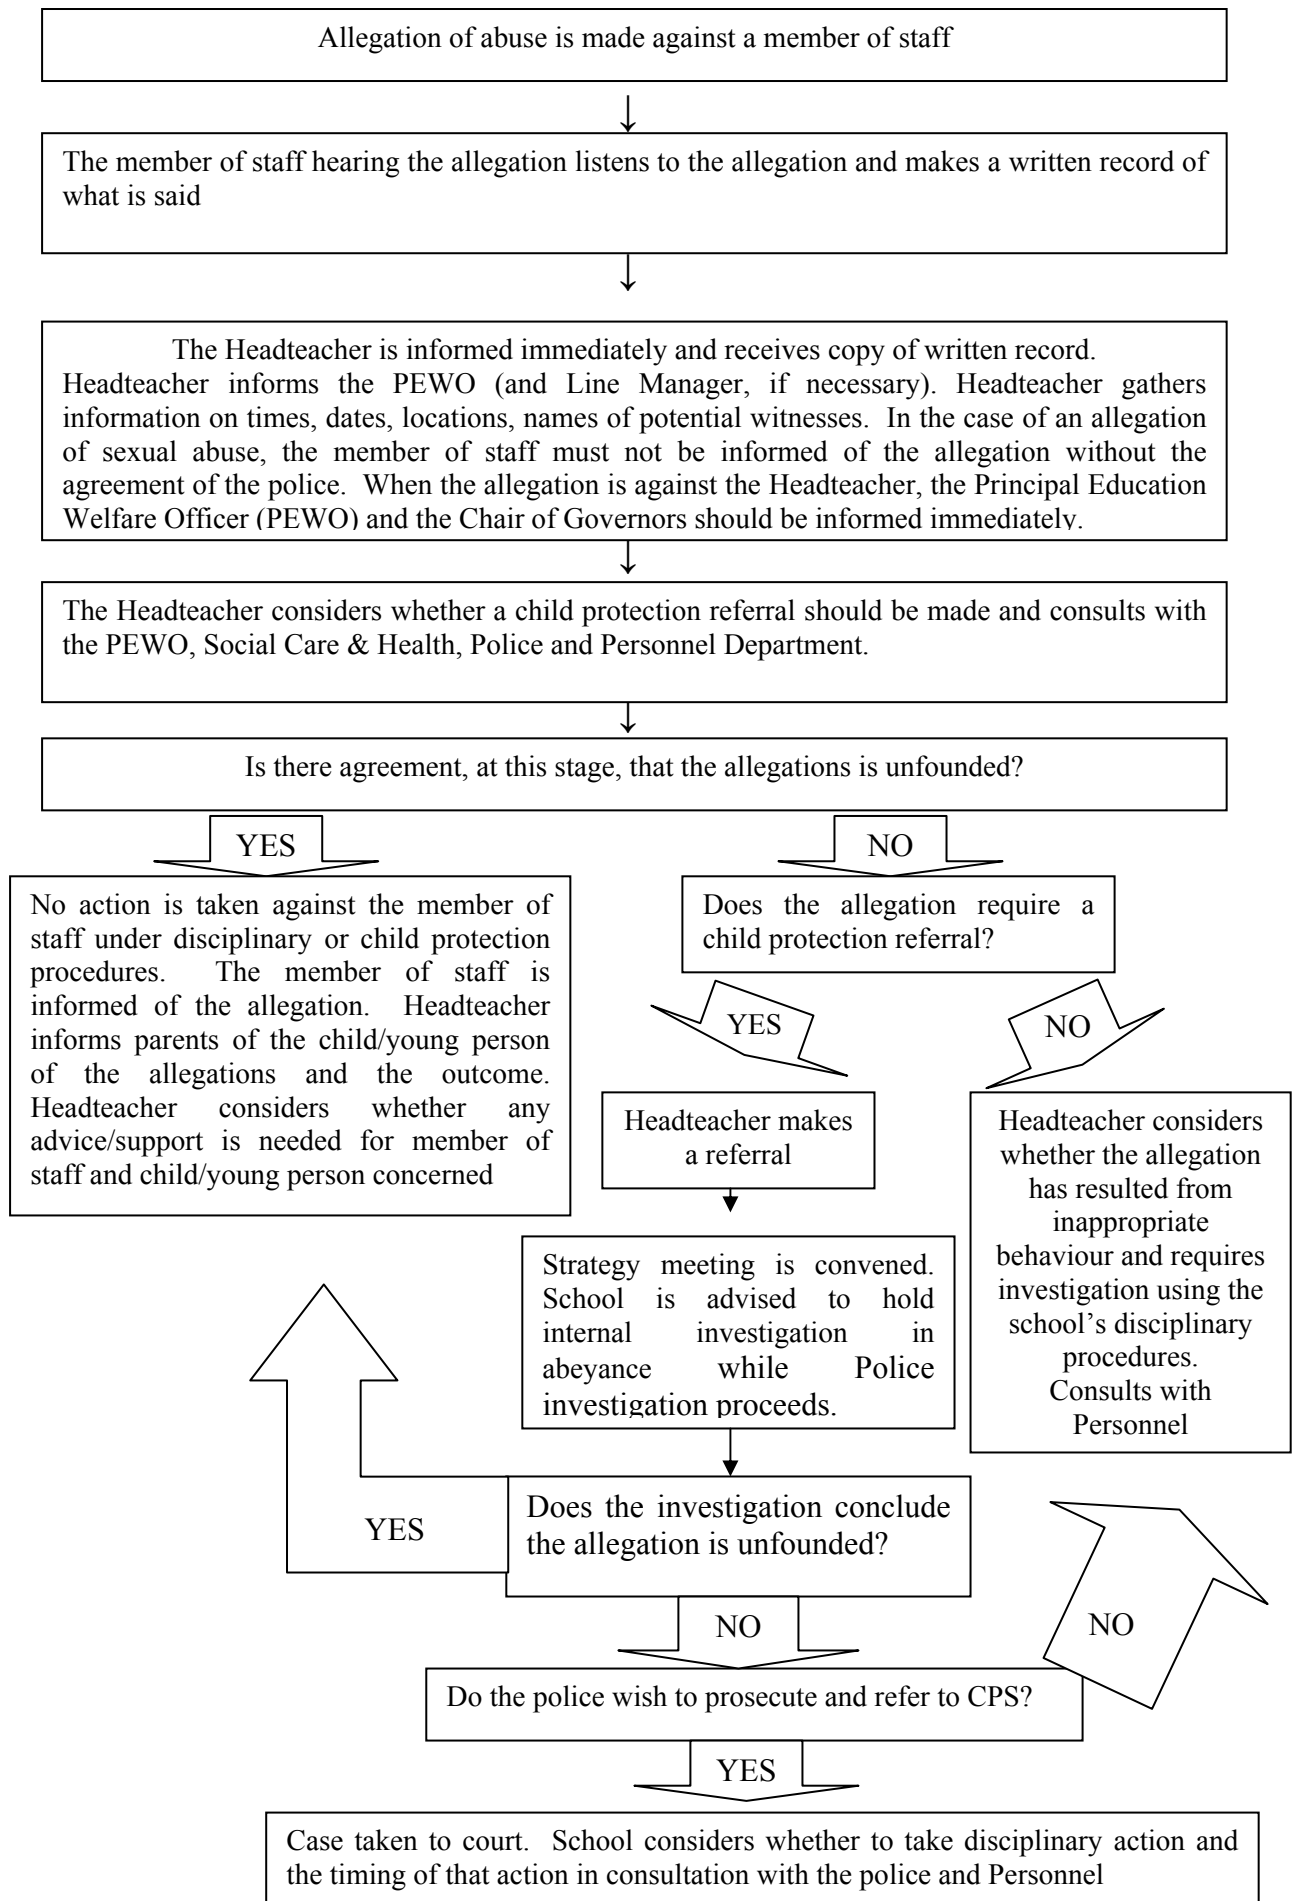 Allegation of abuse is made against a member of staff
The member of staff hearing the allegation listens to the allegation and makes a written record of
what is said
The Headteacher is informed immediately and receives copy of written record.
Headteacher informs the PEWO (and Line Manager, if necessary). Headteacher gathers
information on times, dates, locations, names of potential witnesses. In the case of an allegation
of sexual abuse, the member of staff must not be informed of the allegation without the
agreement of the police. When the allegation is against the Headteacher, the Principal Education
Welfare Officer (PEWO) and the Chair of Governors should be informed immediately.
The Headteacher considers whether a child protection referral should be made and consults with
the PEWO, Social Care & Health, Police and Personnel Department.
Is there agreement, at this stage, that the allegations is unfounded?
YES
NO
No action is taken against the member of
staff under disciplinary or child protection
procedures. The member of staff is
informed of the allegation. Headteacher
informs parents of the child/young person
of the allegations and the outcome.
Headteacher considers whether any
advice/support is needed for member of
staff and child/young person concerned
Does the allegation require a
child protection referral?
YES
NO
Headteacher makes
a referral
Headteacher considers
whether the allegation
has resulted from
inappropriate
behaviour and requires
investigation using the
school’s disciplinary
procedures.
Consults with
Personnel
Strategy meeting is convened.
School is advised to hold
internal investigation in
abeyance while Police
investigation proceeds.
Does the investigation conclude
the allegation is unfounded?
YES
NO
NO
Do the police wish to prosecute and refer to CPS?
YES
Case taken to court. School considers whether to take disciplinary action and
the timing of that action in consultation with the police and Personnel